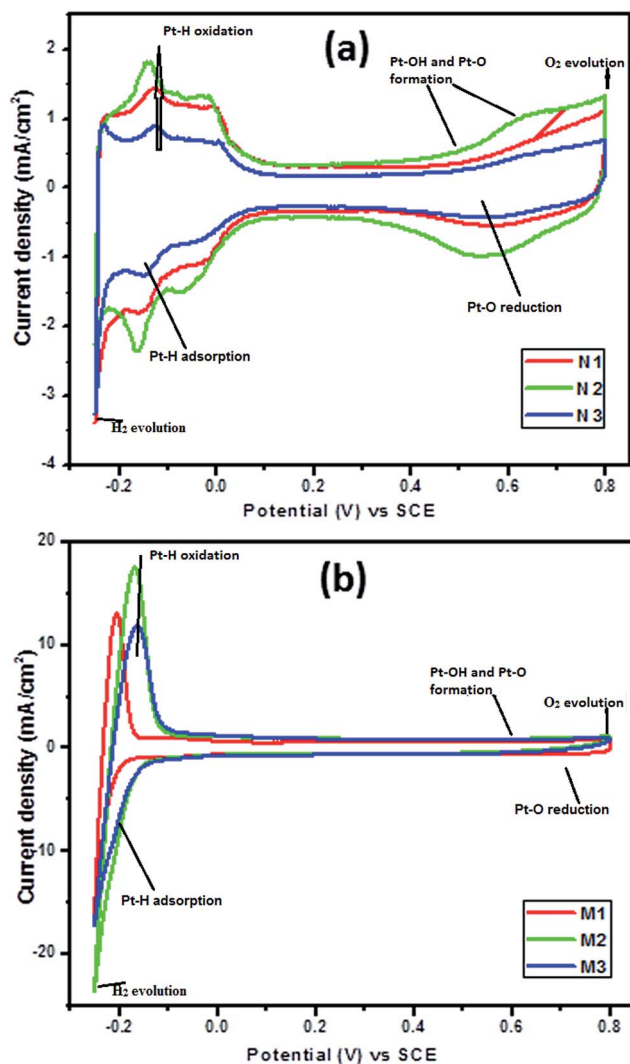 (a)
Pt-H oxidation
Pt-OH and Pt-O
formation
O₂ evolution
Current density (mA/cm²)
2
1
0
-1
-2
-3
-4
Pt-O reduction
Pt-H adsorption
H₂ evolution
N 1
N 2
N 3
-0.2
0.0
0.2
0.4
0.6
0.8
Potential (V) vs SCE
(b)
Pt-H oxidation
Pt-OH and Pt-O
formation
O₂ evolution
Current density (mA/cm²)
20
10
0
-10
-20
Pt-O reduction
Pt-H adsorption
H₂ evolution
M1
M2
M3
-0.2
0.0
0.2
0.4
0.6
0.8
Potential (V) vs SCE